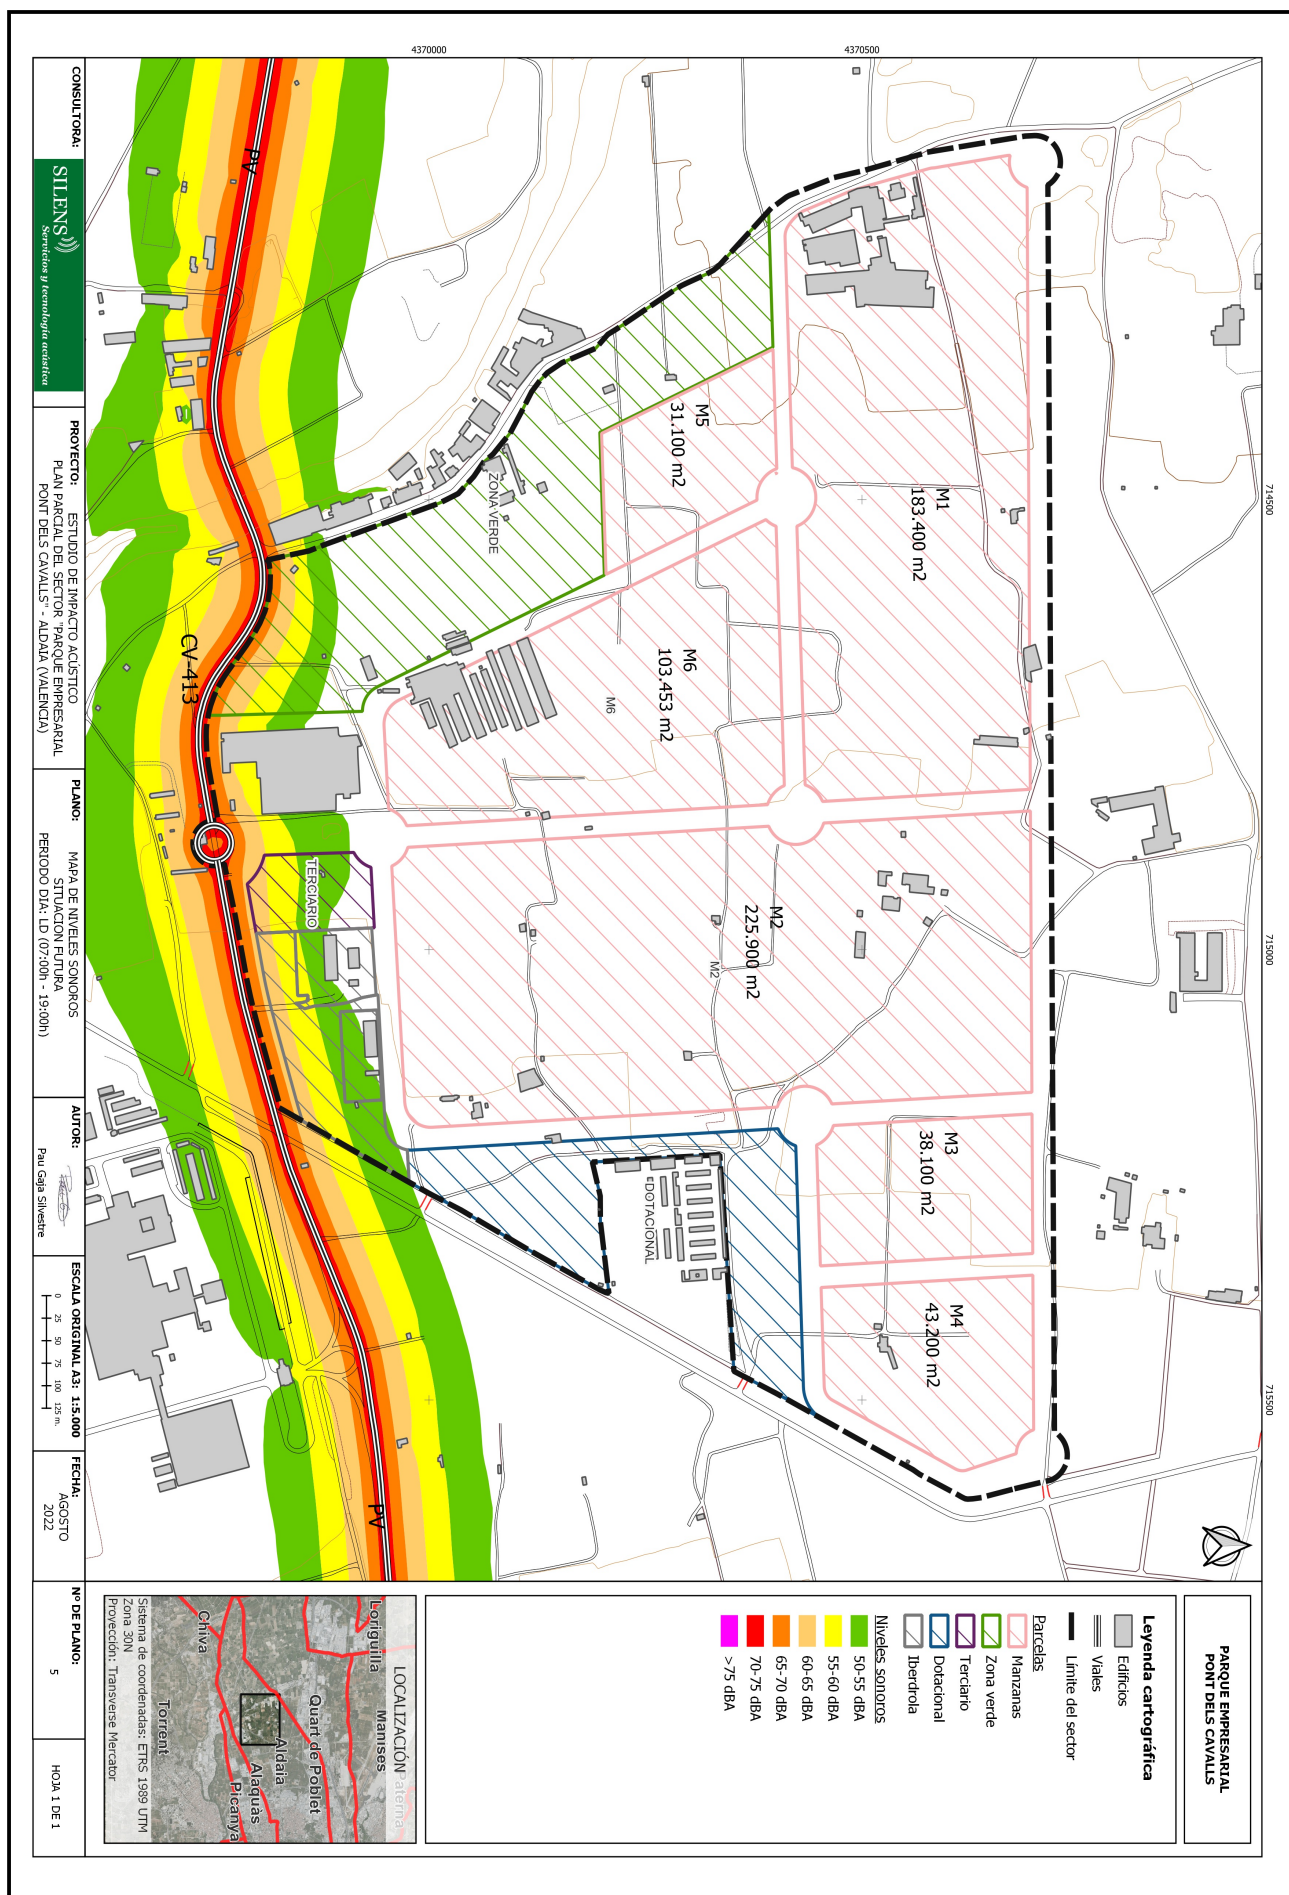 4370000
4370500
714500
715000
715500
PV
CV-413
PV
ZONA VERDE
M5
31.100 m2
M1
183.400 m2
M6
103.453 m2
M6
TERCIARIO
M2
225.900 m2
M2
M3
38.100 m2
DOTACIONAL
M4
43.200 m2
PARQUE EMPRESARIAL
PONT DELS CAVALLS
Leyenda cartográfica
Edificios
Viales
Límite del sector
Parcelas
Manzanas
Zona verde
Terciario
Dotacional
Iberdrola
Niveles sonoros
50-55 dBA
55-60 dBA
60-65 dBA
65-70 dBA
70-75 dBA
>75 dBA
LOCALIZACIÓN
Paterna
Loriguilla
Manises
Quart de Poblet
Chiva
Aldaia
Alaquàs
Picanya
Torrent
Sistema de coordenadas: ETRS 1989 UTM
Zona 30N
Proyección: Transverse Mercator
CONSULTORA:
SILENS
Servicios y tecnología acústica
PROYECTO:
ESTUDIO DE IMPACTO ACÚSTICO
PLAN PARCIAL DEL SECTOR "PARQUE EMPRESARIAL
PONT DELS CAVALLS" - ALDAIA (VALENCIA)
PLANO:
MAPA DE NIVELES SONOROS
SITUACION FUTURA
PERIODO DIA: LD (07:00h - 19:00h)
AUTOR:
Pau Gaja Silvestre
ESCALA ORIGINAL A3: 1:5.000
0 25 50 75 100 125 m.
FECHA:
AGOSTO
2022
Nº DE PLANO:
5
HOJA 1 DE 1